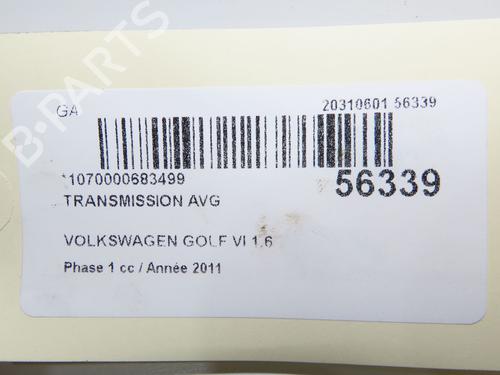 B-PARTS
GA
20310601 56339
*1070000683499
56339
TRANSMISSION AVG
VOLKSWAGEN GOLF VI 1.6
Phase 1 cc / Année 2011